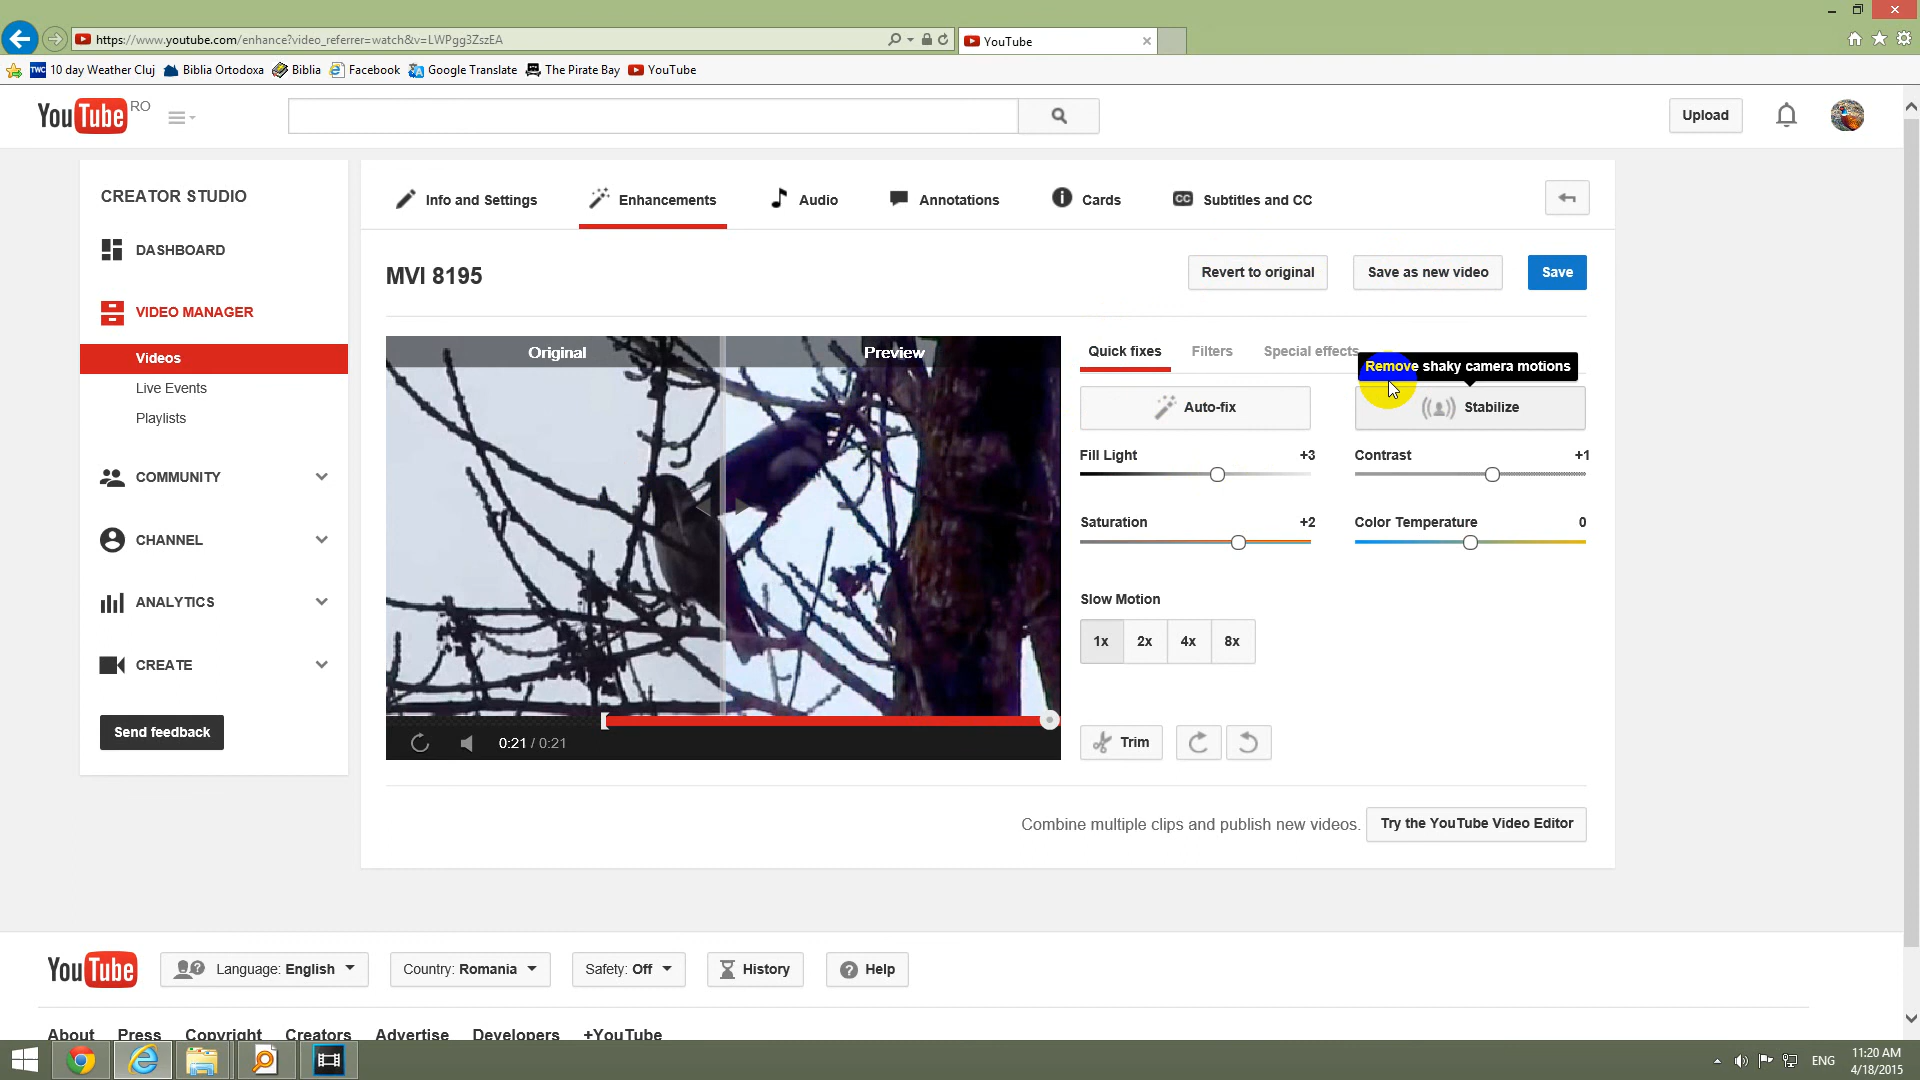 https://www.youtube.com/enhance?video_referrer=watch&v=LWPgg3ZszEA
YouTube
10 day Weather Cluj
Biblia Ortodoxa
Biblia
Facebook
Google Translate
The Pirate Bay
YouTube
YouTube RO
Upload
CREATOR STUDIO
DASHBOARD
VIDEO MANAGER
Videos
Live Events
Playlists
COMMUNITY
CHANNEL
ANALYTICS
CREATE
Send feedback
Info and Settings
Enhancements
Audio
Annotations
Cards
CC Subtitles and CC
MVI 8195
Revert to original
Save as new video
Save
Original
Preview
0:21 / 0:21
Quick fixes
Filters
Special effects
Remove shaky camera motions
Auto-fix
Stabilize
Fill Light +3
Contrast +1
Saturation +2
Color Temperature 0
Slow Motion
1x 2x 4x 8x
Trim
Combine multiple clips and publish new videos.
Try the YouTube Video Editor
YouTube
Language: English
Country: Romania
Safety: Off
History
Help
About
Press
Copyright
Creators
Advertise
Developers
+YouTube
ENG
11:20 AM
4/18/2015